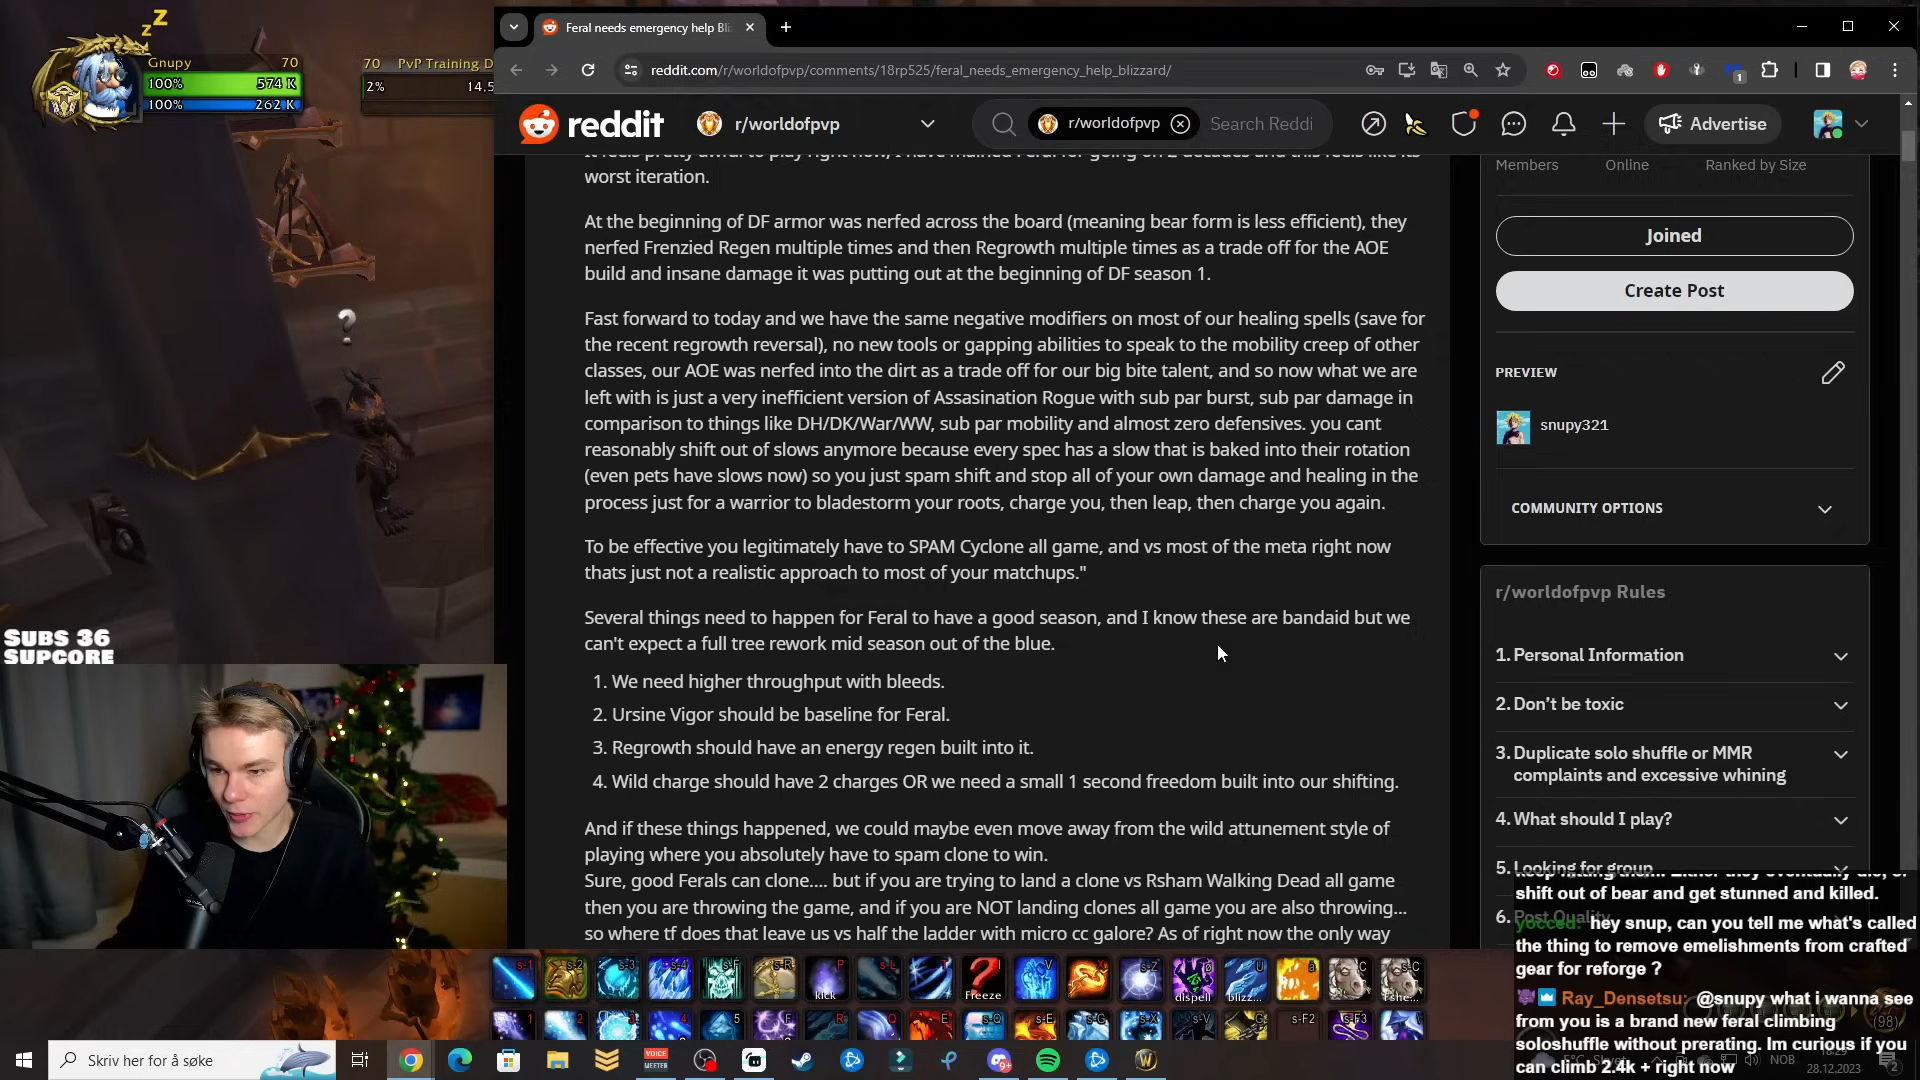 Feral needs emergency help Bli
reddit.com/r/worldofpvp/comments/18rp525/feral_needs_emergency_help_blizzard/
reddit
r/worldofpvp
r/worldofpvp
Search Reddi
Advertise
Z
z
Gnupy 70
100% 574 K
100% 262 K
70 PvP Training D
2% 14,5
worst iteration.
At the beginning of DF armor was nerfed across the board (meaning bear form is less efficient), they
nerfed Frenzied Regen multiple times and then Regrowth multiple times as a trade off for the AOE
build and insane damage it was putting out at the beginning of DF season 1.
Fast forward to today and we have the same negative modifiers on most of our healing spells (save for
the recent regrowth reversal), no new tools or gapping abilities to speak to the mobility creep of other
classes, our AOE was nerfed into the dirt as a trade off for our big bite talent, and so now what we are
left with is just a very inefficient version of Assasination Rogue with sub par burst, sub par damage in
comparison to things like DH/DK/War/WW, sub par mobility and almost zero defensives. you cant
reasonably shift out of slows anymore because every spec has a slow that is baked into their rotation
(even pets have slows now) so you just spam shift and stop all of your own damage and healing in the
process just for a warrior to bladestorm your roots, charge you, then leap, then charge you again.
To be effective you legitimately have to SPAM Cyclone all game, and vs most of the meta right now
thats just not a realistic approach to most of your matchups."
Several things need to happen for Feral to have a good season, and I know these are bandaid but we
can't expect a full tree rework mid season out of the blue.
1. We need higher throughput with bleeds.
2. Ursine Vigor should be baseline for Feral.
3. Regrowth should have an energy regen built into it.
4. Wild charge should have 2 charges OR we need a small 1 second freedom built into our shifting.
And if these things happened, we could maybe even move away from the wild attunement style of
playing where you absolutely have to spam clone to win.
Sure, good Ferals can clone.... but if you are trying to land a clone vs Rsham Walking Dead all game
then you are throwing the game, and if you are NOT landing clones all game you are also throwing...
so where tf does that leave us vs half the ladder with micro cc galore? As of right now the only way
Members Online Ranked by Size
Joined
Create Post
PREVIEW
snupy321
COMMUNITY OPTIONS
r/worldofpvp Rules
1. Personal Information
2. Don't be toxic
3. Duplicate solo shuffle or MMR
complaints and excessive whining
4. What should I play?
5. Looking for group
6. Post Quality
shift out of bear and get stunned and killed.
yocced: hey snup, can you tell me what's called
the thing to remove emelishments from crafted
gear for reforge ?
Ray_Densetsu: @snupy what i wanna see
from you is a brand new feral climbing
soloshuffle without prerating. Im curious if you
can climb 2.4k + right now
SUBS 36
SUPCORE
s-1 s-2 s-3 s-4 s-F s-R P s-L T V X s-Z U C s-C
kick Freeze dispell blizz...
5 F R E s-Q s-E s-G s-X s-V s-F2 s-F3
(98)
Skriv her for å søke
VOICE
MEETER
9+
5°C
NOB
28.12.2023
2